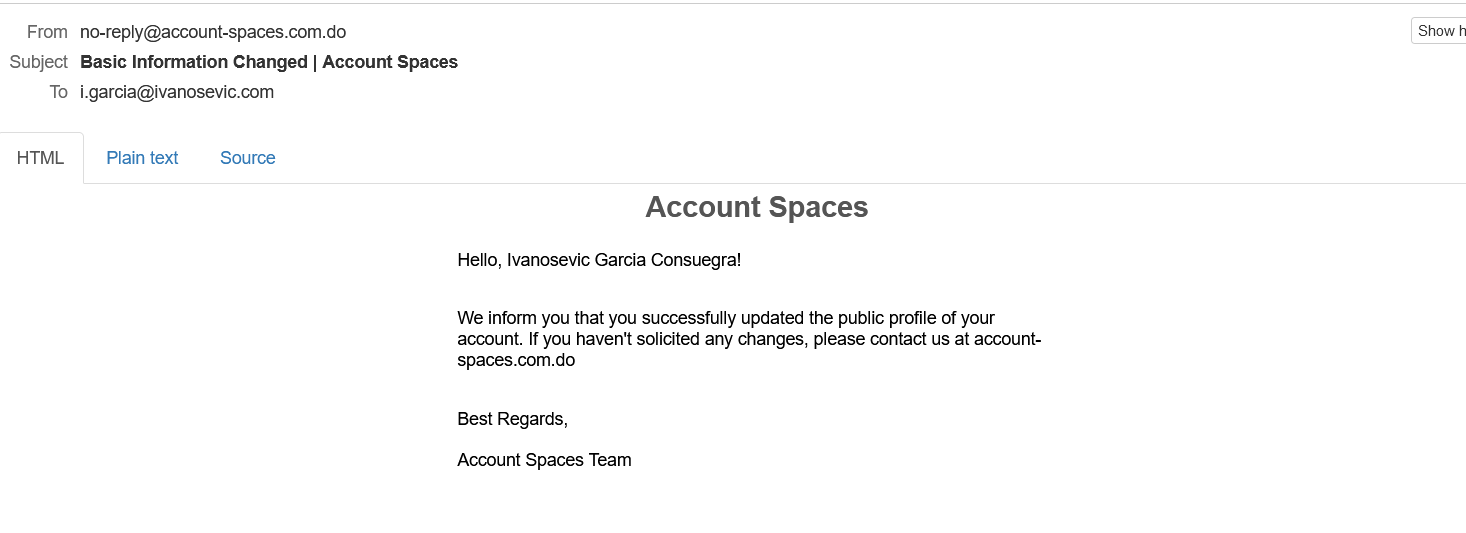 From no-reply@account-spaces.com.do
Show h
Subject Basic Information Changed | Account Spaces
To i.garcia@ivanosevic.com
HTML Plain text Source
Account Spaces
Hello, Ivanosevic Garcia Consuegra!
We inform you that you successfully updated the public profile of your
account. If you haven't solicited any changes, please contact us at account-
spaces.com.do
Best Regards,
Account Spaces Team